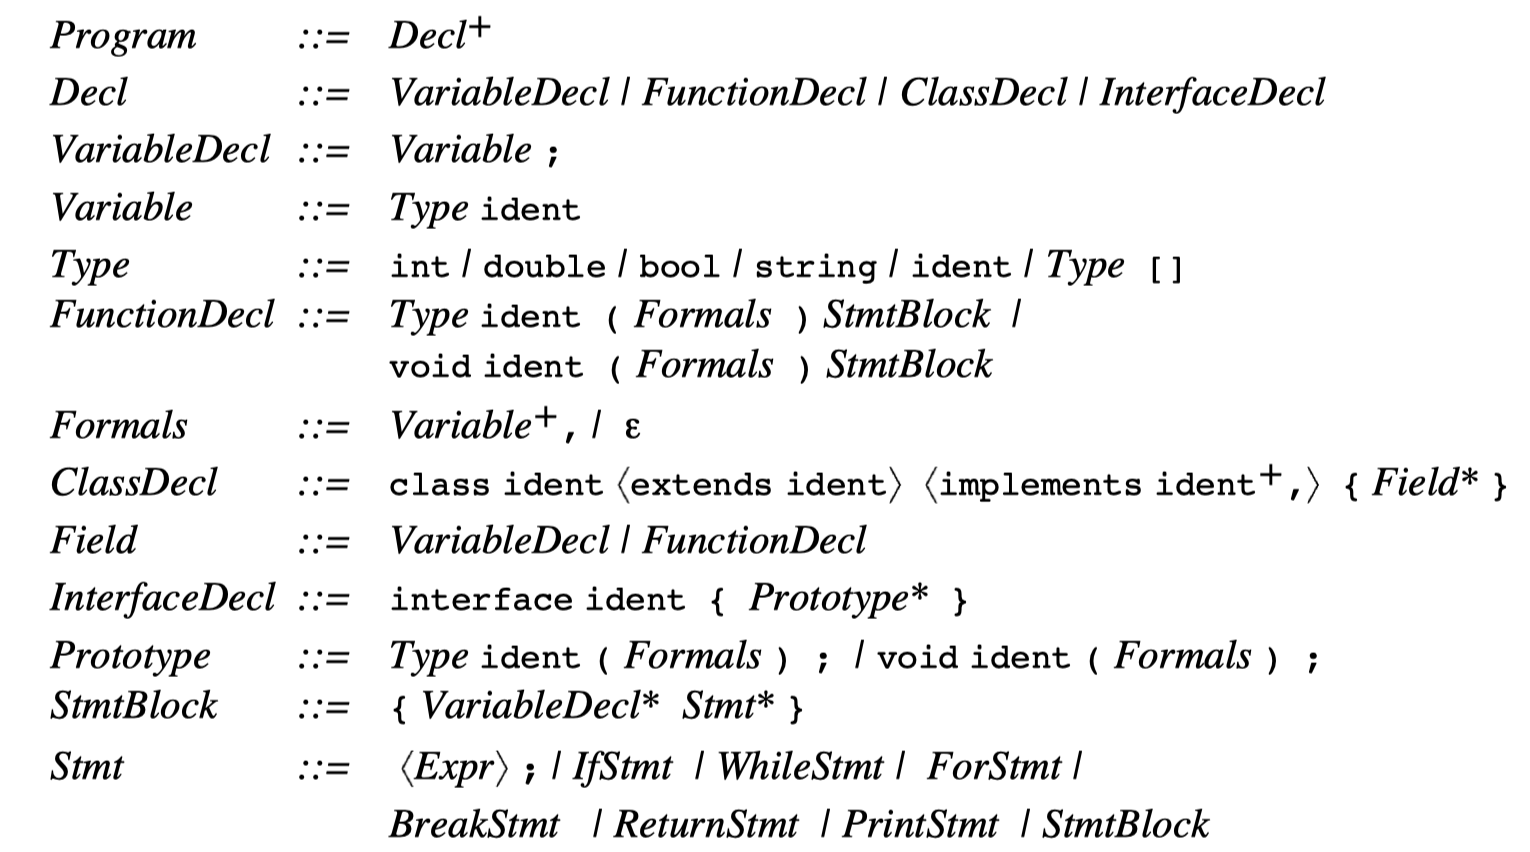 Program ::= Decl+
Decl ::= VariableDecl | FunctionDecl | ClassDecl | InterfaceDecl
VariableDecl ::= Variable ;
Variable ::= Type ident
Type ::= int | double | bool | string | ident | Type []
FunctionDecl ::= Type ident ( Formals ) StmtBlock |
void ident ( Formals ) StmtBlock
Formals ::= Variable+, | ε
ClassDecl ::= class ident ⟨extends ident⟩ ⟨implements ident+,⟩ { Field* }
Field ::= VariableDecl | FunctionDecl
InterfaceDecl ::= interface ident { Prototype* }
Prototype ::= Type ident ( Formals ) ; | void ident ( Formals ) ;
StmtBlock ::= { VariableDecl* Stmt* }
Stmt ::= ⟨Expr⟩ ; | IfStmt | WhileStmt | ForStmt |
BreakStmt | ReturnStmt | PrintStmt | StmtBlock